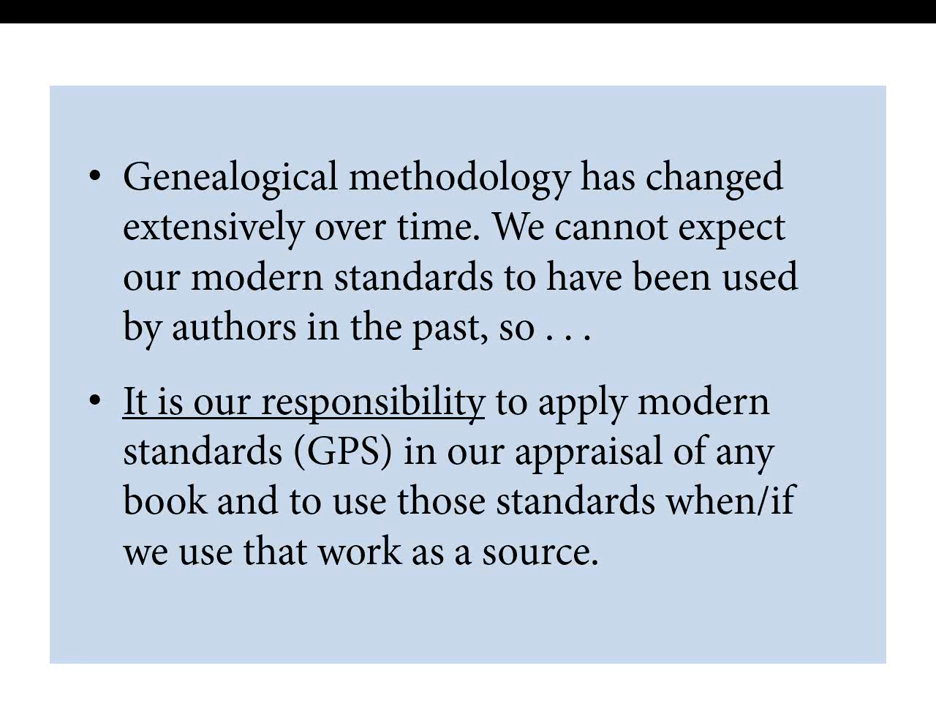 • Genealogical methodology has changed
extensively over time. We cannot expect
our modern standards to have been used
by authors in the past, so . . .
• It is our responsibility to apply modern
standards (GPS) in our appraisal of any
book and to use those standards when/if
we use that work as a source.